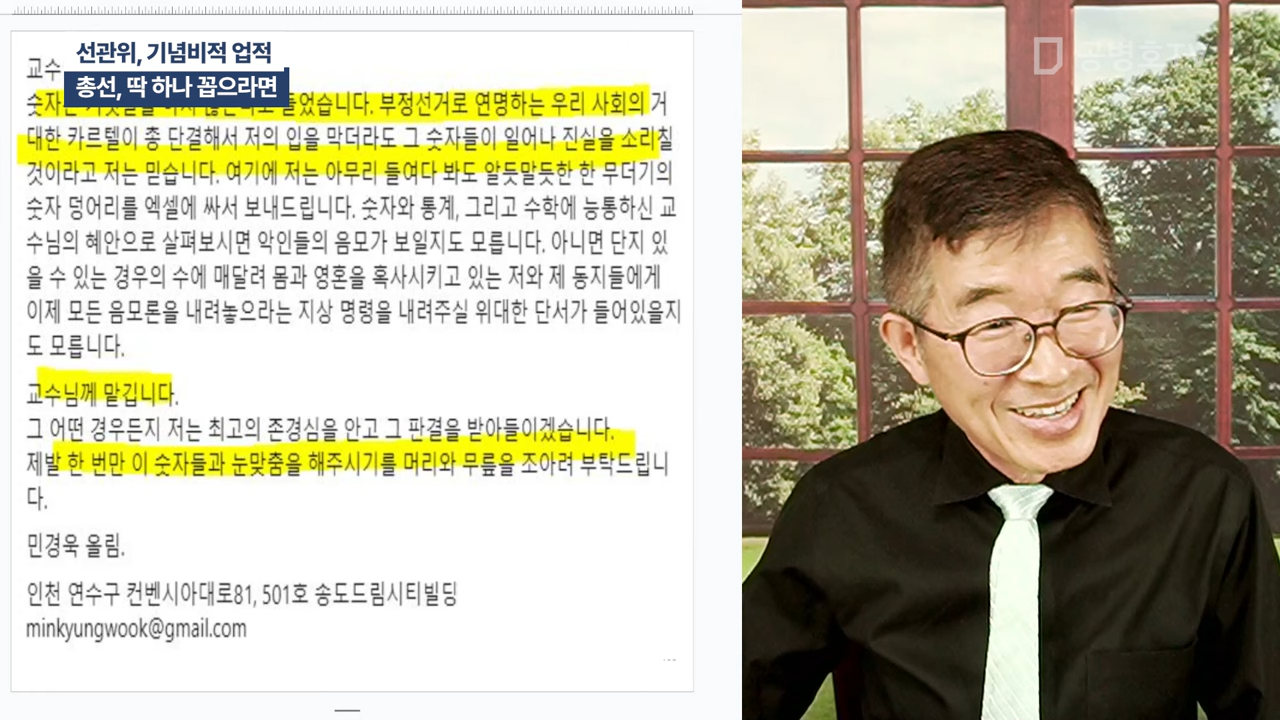 선관위, 기념비적 업적
총선, 딱 하나 꼽으라면
공병호TV
교수
들었습니다. 부정선거로 연명하는 우리 사회의 거
대한 카르텔이 총 단결해서 저의 입을 막더라도 그 숫자들이 일어나 진실을 소리칠
것이라고 저는 믿습니다. 여기에 저는 아무리 들여다 봐도 알듯말듯한 한 무더기의
숫자 덩어리를 엑셀에 싸서 보내드립니다. 숫자와 통계, 그리고 수학에 능통하신 교
수님의 혜안으로 살펴보시면 악인들의 음모가 보일지도 모릅니다. 아니면 단지 있
을 수 있는 경우의 수에 매달려 몸과 영혼을 혹사시키고 있는 저와 제 동지들에게
이제 모든 음모론을 내려놓으라는 지상 명령을 내려주실 위대한 단서가 들어있을지
도 모릅니다.
교수님께 맡깁니다.
그 어떤 경우든지 저는 최고의 존경심을 안고 그 판결을 받아들이겠습니다.
제발 한 번만 이 숫자들과 눈맞춤을 해주시기를 머리와 무릎을 조아려 부탁드립니
다.
민경욱 올림.
인천 연수구 컨벤시아대로81, 501호 송도드림시티빌딩
minkyungwook@gmail.com